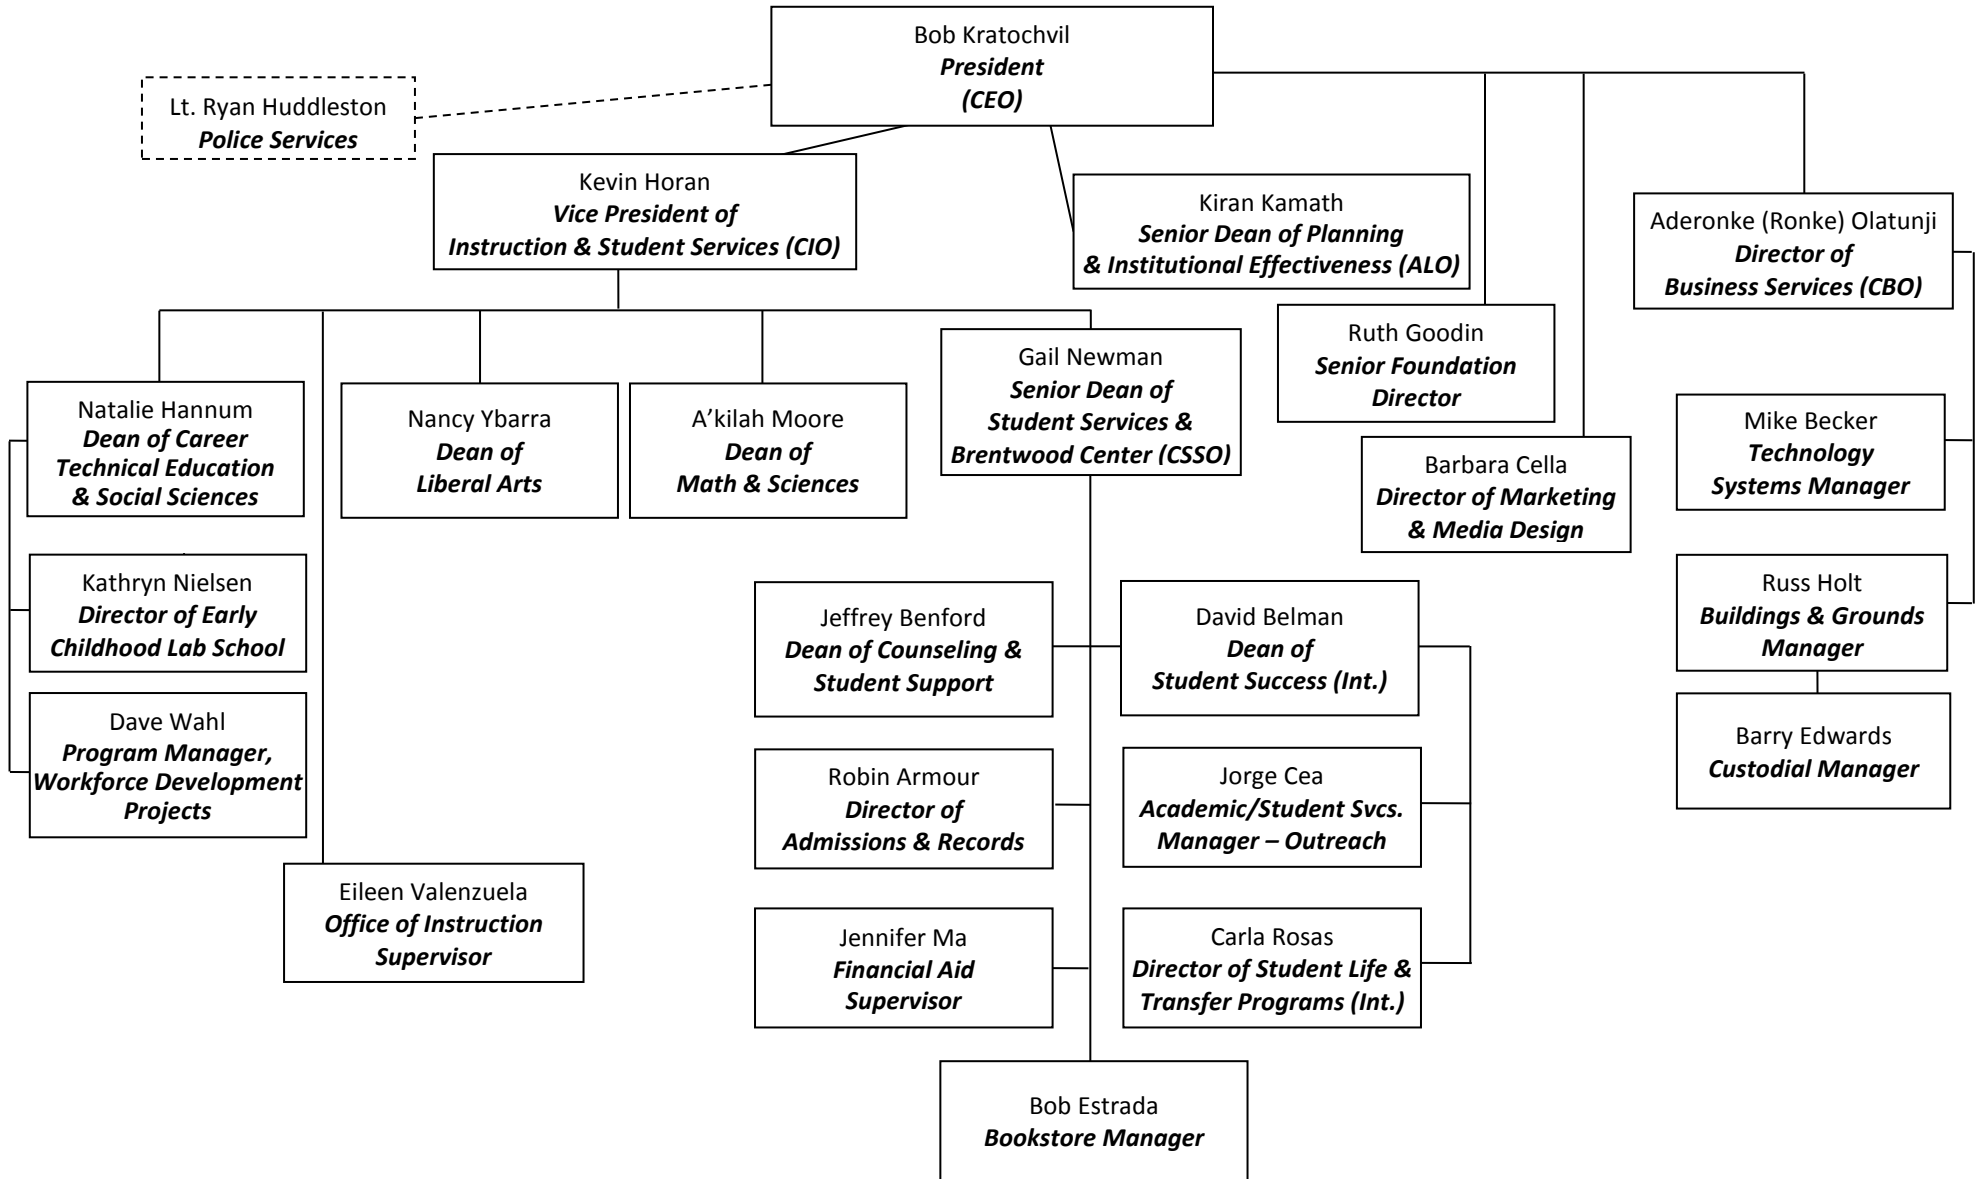 Bob Kratochvil
President
(CEO)
Lt. Ryan Huddleston
Police Services
Kevin Horan
Vice President of
Instruction & Student Services (CIO)
Kiran Kamath
Senior Dean of Planning
& Institutional Effectiveness (ALO)
Aderonke (Ronke) Olatunji
Director of
Business Services (CBO)
Ruth Goodin
Senior Foundation
Director
Gail Newman
Senior Dean of
Student Services &
Brentwood Center (CSSO)
Natalie Hannum
Dean of Career
Technical Education
& Social Sciences
Nancy Ybarra
Dean of
Liberal Arts
A’kilah Moore
Dean of
Math & Sciences
Barbara Cella
Director of Marketing
& Media Design
Mike Becker
Technology
Systems Manager
Kathryn Nielsen
Director of Early
Childhood Lab School
Jeffrey Benford
Dean of Counseling &
Student Support
David Belman
Dean of
Student Success (Int.)
Russ Holt
Buildings & Grounds
Manager
Dave Wahl
Program Manager,
Workforce Development
Projects
Robin Armour
Director of
Admissions & Records
Jorge Cea
Academic/Student Svcs.
Manager – Outreach
Barry Edwards
Custodial Manager
Eileen Valenzuela
Office of Instruction
Supervisor
Jennifer Ma
Financial Aid
Supervisor
Carla Rosas
Director of Student Life &
Transfer Programs (Int.)
Bob Estrada
Bookstore Manager